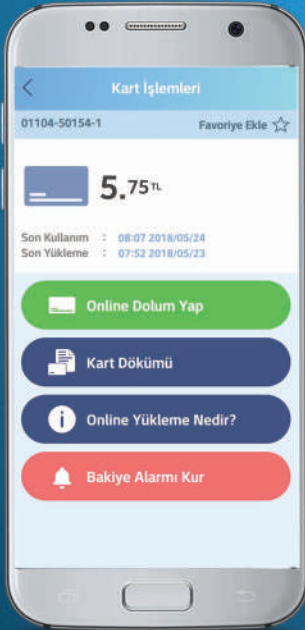 Kart İşlemleri
01104-50154-1 Favoriye Ekle
5.75TL
Son Kullanım : 08:07 2018/05/24
Son Yükleme : 07:52 2018/05/23
Online Dolum Yap
Kart Dökümü
Online Yükleme Nedir?
Bakiye Alarmı Kur